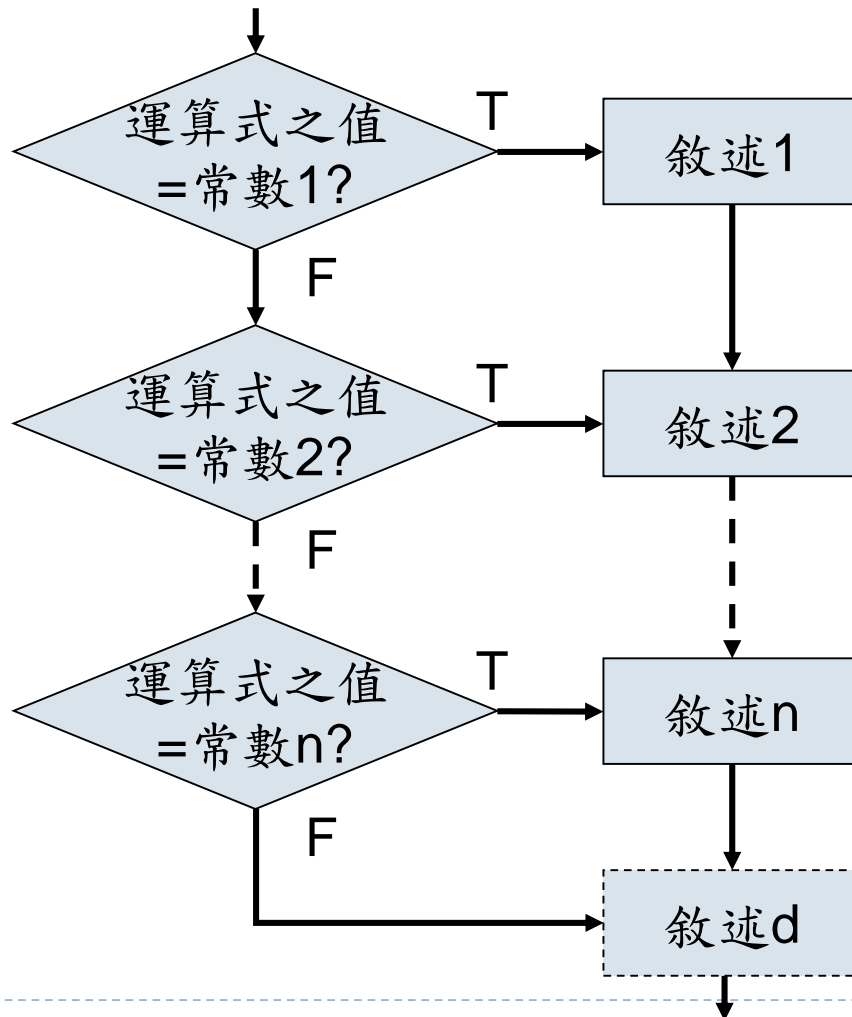 運算式之值
=常數1?
T
敘述1
F
運算式之值
=常數2?
T
敘述2
F
運算式之值
=常數n?
T
敘述n
F
敘述d